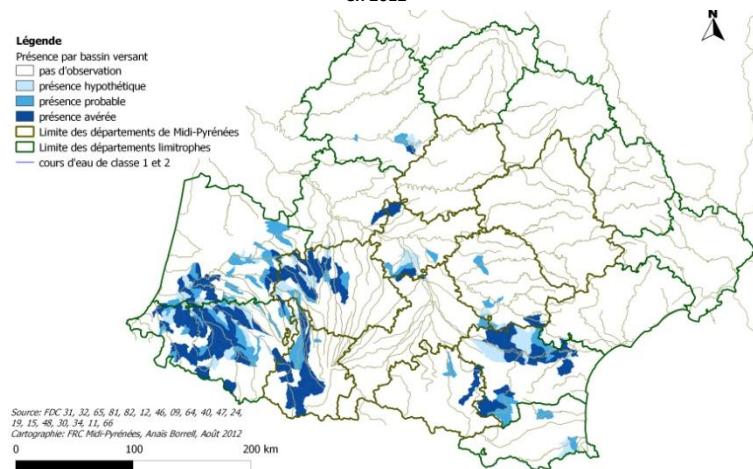 en 2012
N
Légende
Présence par bassin versant
pas d'observation
présence hypothétique
présence probable
présence avérée
Limite des départements de Midi-Pyrénées
Limite des départements limitrophes
cours d'eau de classe 1 et 2
Source: FDC 31, 32, 65, 81, 82, 12, 46, 09, 64, 40, 47, 24,
19, 15, 48, 30, 34, 11, 66
Cartographie: FRC Midi-Pyrénées, Anaïs Borrell, Août 2012
0 100 200 km